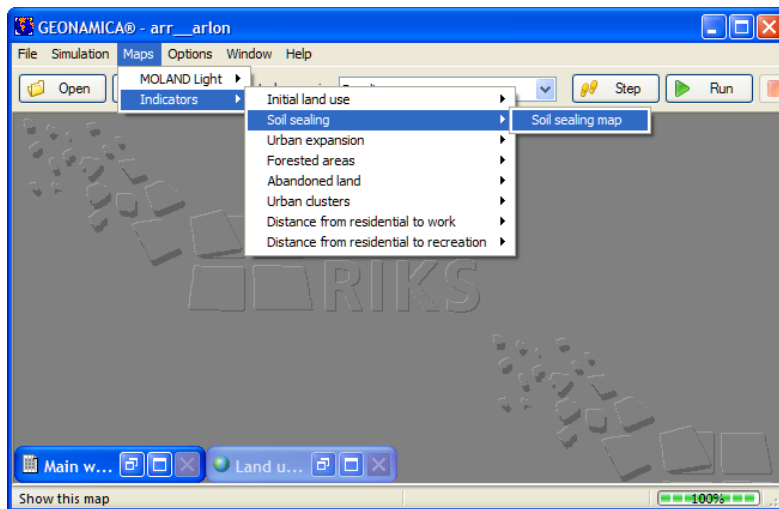 GEONAMICA® - arr__arlon
File Simulation Maps Options Window Help
Open Step Run
MOLAND Light
Indicators
Initial land use
Soil sealing
Soil sealing map
Urban expansion
Forested areas
Abandoned land
Urban clusters
Distance from residential to work
Distance from residential to recreation
RIKS
Main w... Land u...
Show this map 100%